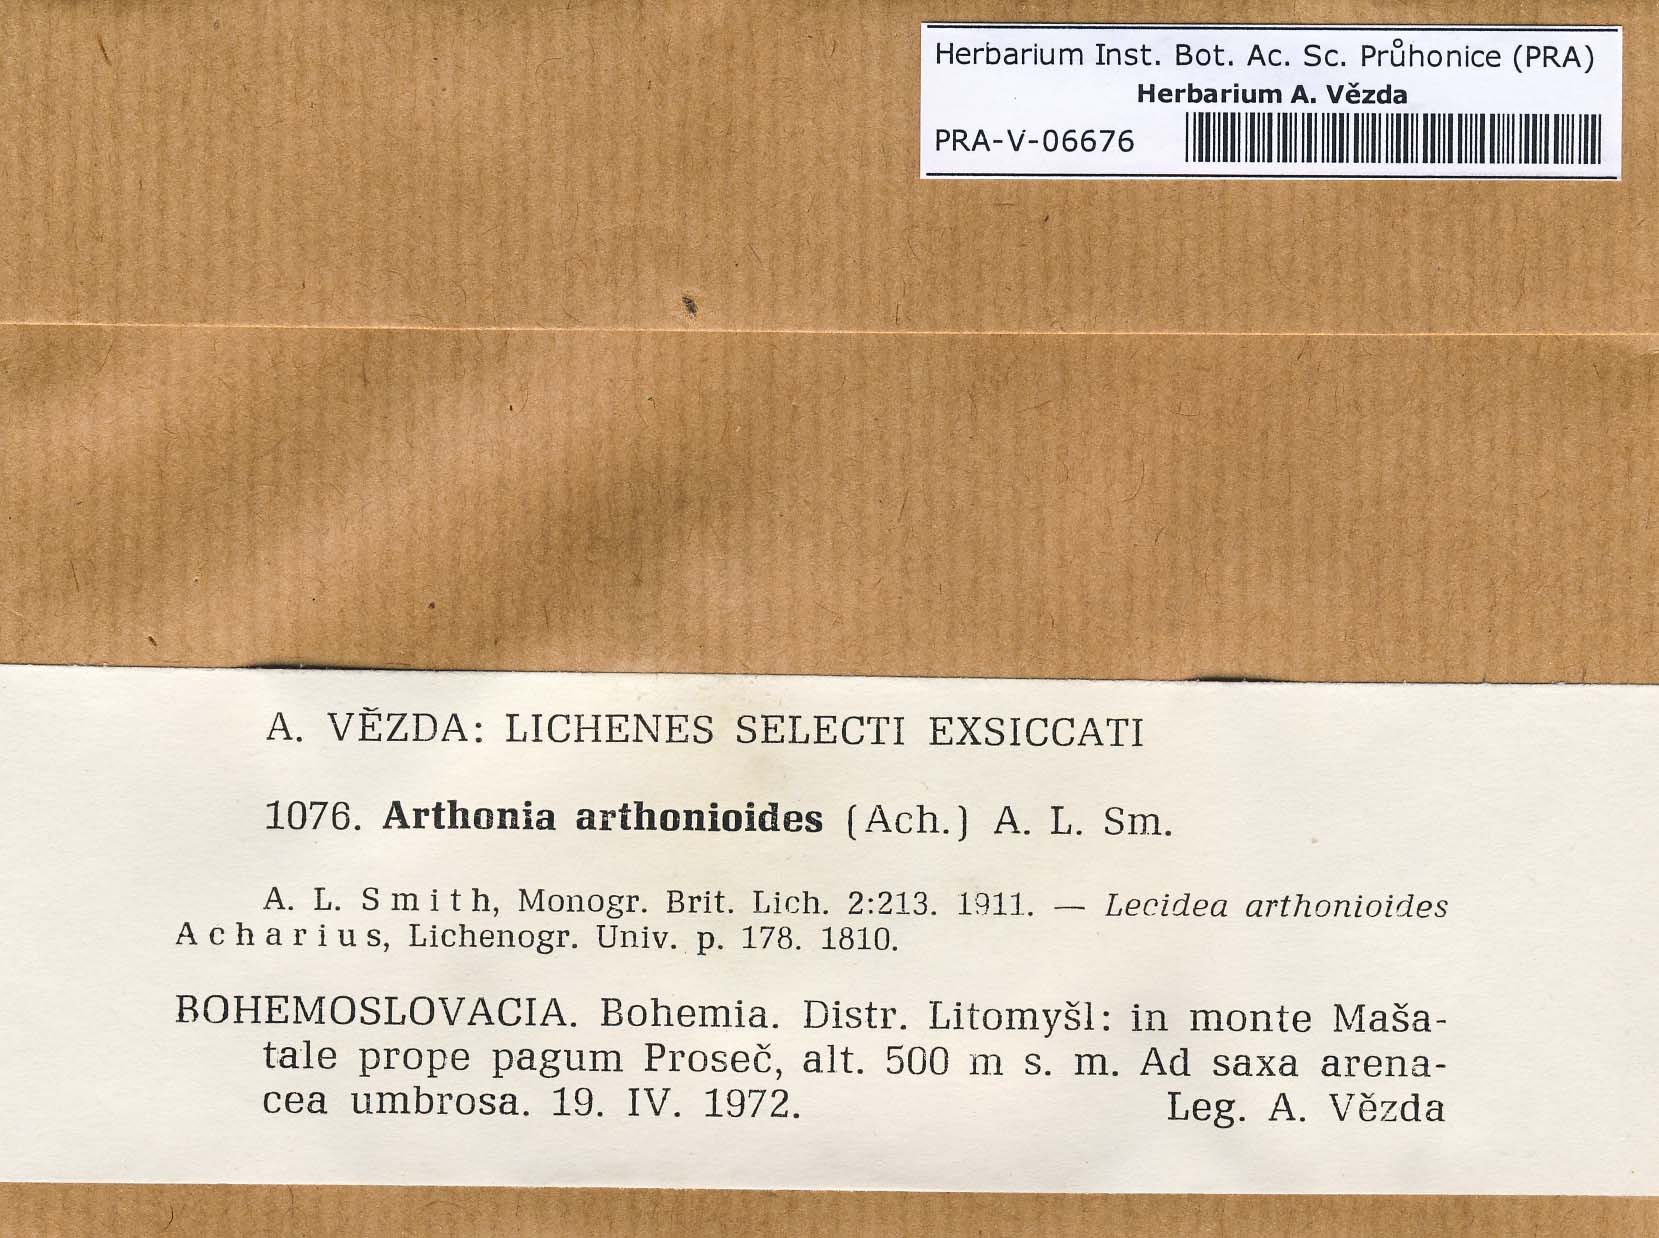 Herbarium Inst. Bot. Ac. Sc. Průhonice (PRA)
Herbarium A. Vězda
PRA-V-06676
A. VĚZDA: LICHENES SELECTI EXSICCATI
1076. Arthonia arthonioides (Ach.) A. L. Sm.
A. L. Smith, Monogr. Brit. Lich. 2:213. 1911. — Lecidea arthonioides
Acharius, Lichenogr. Univ. p. 178. 1810.
BOHEMOSLOVACIA. Bohemia. Distr. Litomyšl: in monte Maša-
tale prope pagum Proseč, alt. 500 m s. m. Ad saxa arena-
cea umbrosa. 19. IV. 1972. Leg. A. Vězda